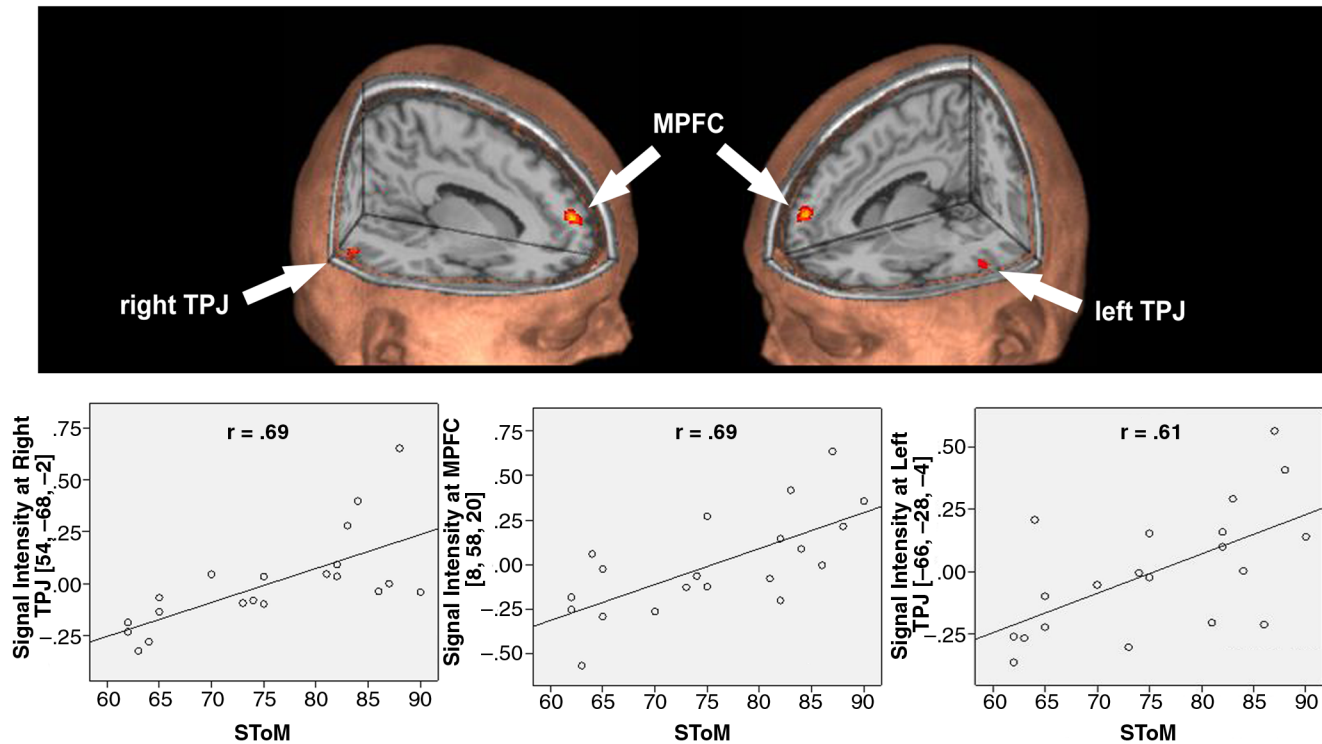 MPFC
right TPJ
left TPJ
Signal Intensity at Right
TPJ [54, –68, –2]
r = .69
.75
.50
.25
.00
–.25
60 65 70 75 80 85 90
SToM
Signal Intensity at MPFC
[8, 58, 20]
r = .69
.75
.50
.25
.00
–.25
–.50
60 65 70 75 80 85 90
SToM
Signal Intensity at Left
TPJ [–66, –28, –4]
r = .61
.50
.25
.00
–.25
60 65 70 75 80 85 90
SToM